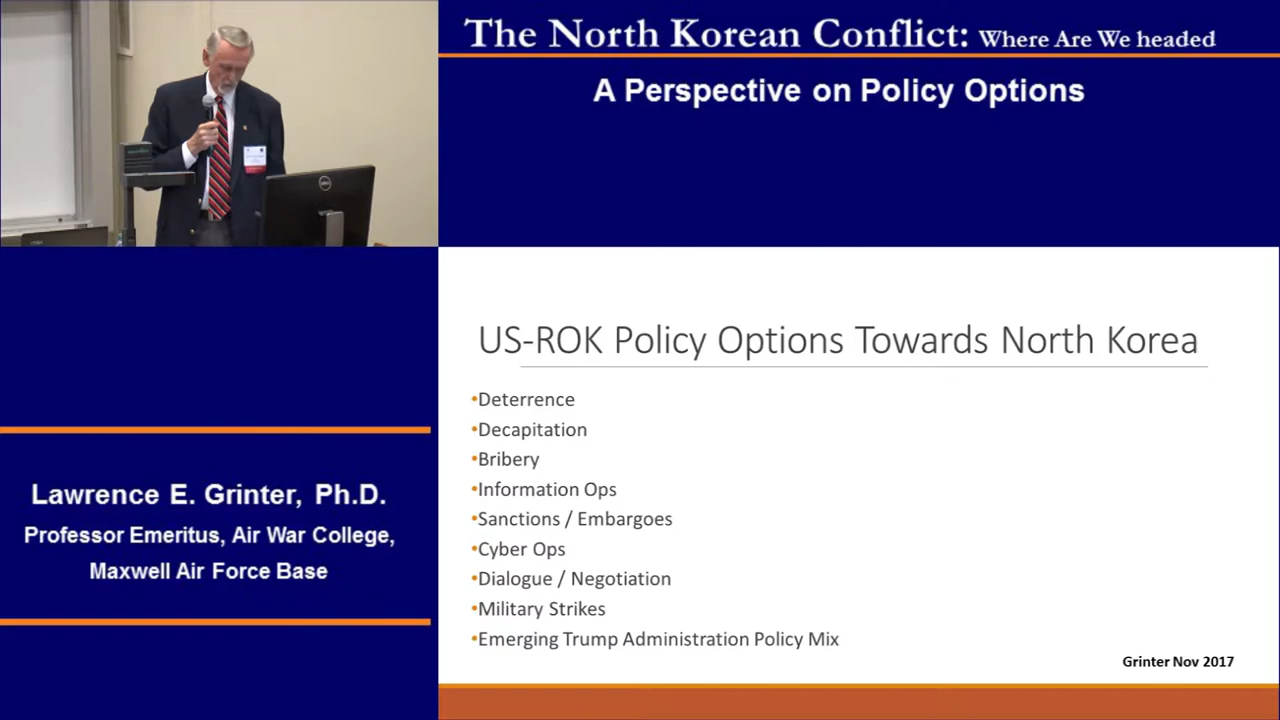 The North Korean Conflict: Where Are We headed
A Perspective on Policy Options
DELL
US-ROK Policy Options Towards North Korea
•Deterrence
•Decapitation
•Bribery
•Information Ops
•Sanctions / Embargoes
•Cyber Ops
•Dialogue / Negotiation
•Military Strikes
•Emerging Trump Administration Policy Mix
Grinter Nov 2017
Lawrence E. Grinter, Ph.D.
Professor Emeritus, Air War College,
Maxwell Air Force Base